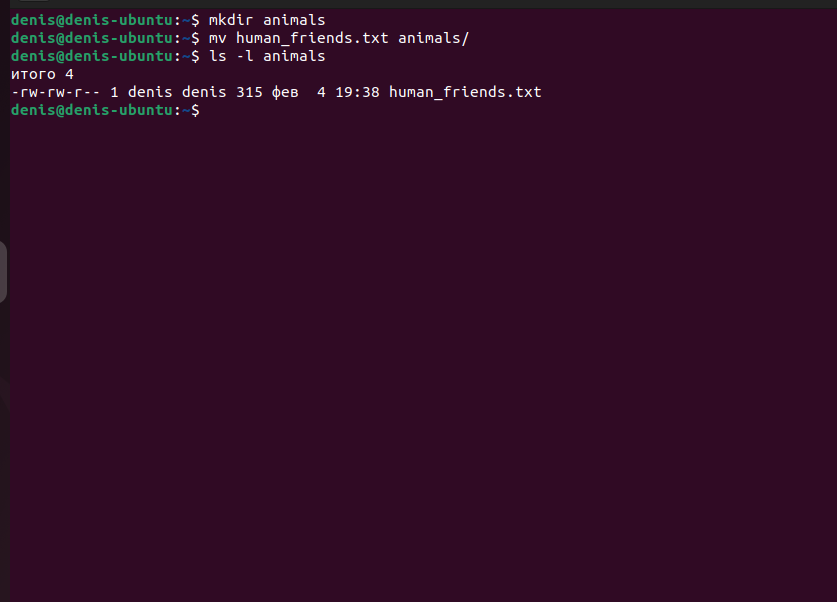 denis@denis-ubuntu:~$ mkdir animals
denis@denis-ubuntu:~$ mv human_friends.txt animals/
denis@denis-ubuntu:~$ ls -l animals
итого 4
-rw-rw-r-- 1 denis denis 315 фев  4 19:38 human_friends.txt
denis@denis-ubuntu:~$